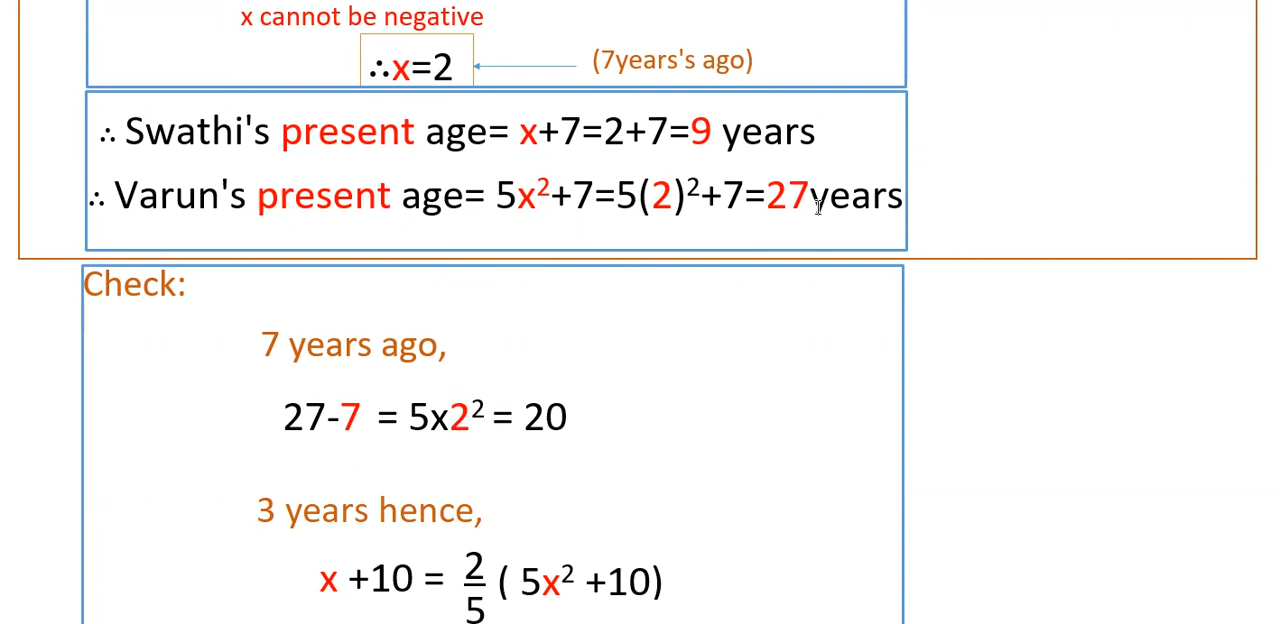 x cannot be negative
∴x=2
(7years's ago)
∴ Swathi's present age= x+7=2+7=9 years
∴ Varun's present age= 5x²+7=5(2)²+7=27years
Check:
7 years ago,
27-7 = 5x2² = 20
3 years hence,
x +10 = 2/5 ( 5x² +10)